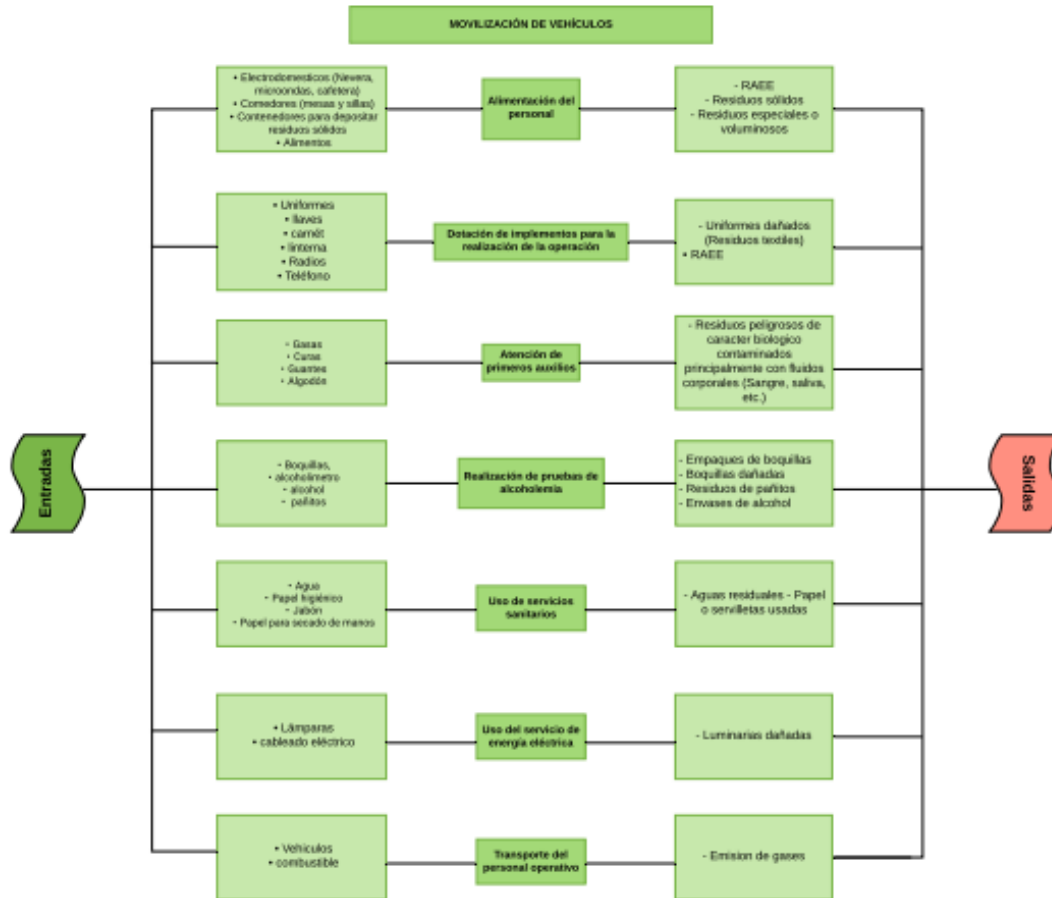 MOVILIZACIÓN DE VEHÍCULOS
• Electrodomesticos (Nevera,
microondas, cafetera)
• Comedores (mesas y sillas)
• Contenedores para depositar
residuos sólidos
• Alimentos
Alimentación del
personal
- RAEE
- Residuos sólidos
- Residuos especiales o
voluminosos
• Uniformes
• llaves
• carnét
• linterna
• Radios
• Teléfono
Dotación de implementos para la
realización de la operación
- Uniformes dañados
(Residuos textiles)
• RAEE
- Gasas
• Curas
- Guantes
• Algodón
Atención de
primeros auxilios
- Residuos peligrosos de
caracter biologico
contaminados
principalmente con fluidos
corporales (Sangre, saliva,
etc.)
Entradas
- Boquillas,
• alcoholimetro
- alcohol
- pañitos
Realización de pruebas de
alcoholemia
- Empaques de boquillas
- Boquillas dañadas
- Residuos de pañitos
- Envases de alcohol
Salidas
- Agua
- Papel higiénico
- Jabón
- Papel para secado de manos
Uso de servicios
sanitarios
- Aguas residuales - Papel
o servilletas usadas
• Lámparas
• cableado eléctrico
Uso del servicio de
energía eléctrica
- Luminarias dañadas
• Vehiculos
• combustible
Transporte del
personal operativo
- Emision de gases